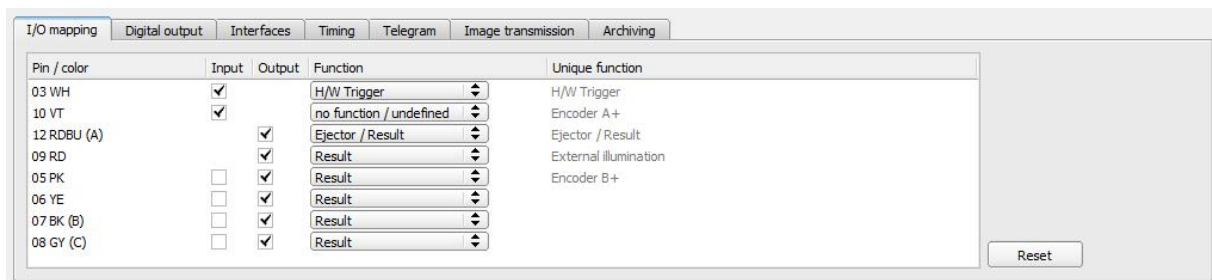 I/O mapping Digital output Interfaces Timing Telegram Image transmission Archiving
Pin / color Input Output Function Unique function
03 WH H/W Trigger H/W Trigger
10 VT no function / undefined Encoder A+
12 RDBU (A) Ejector / Result Ejector / Result
09 RD Result External illumination
05 PK Result Encoder B+
06 YE Result
07 BK (B) Result
08 GY (C) Result
Reset